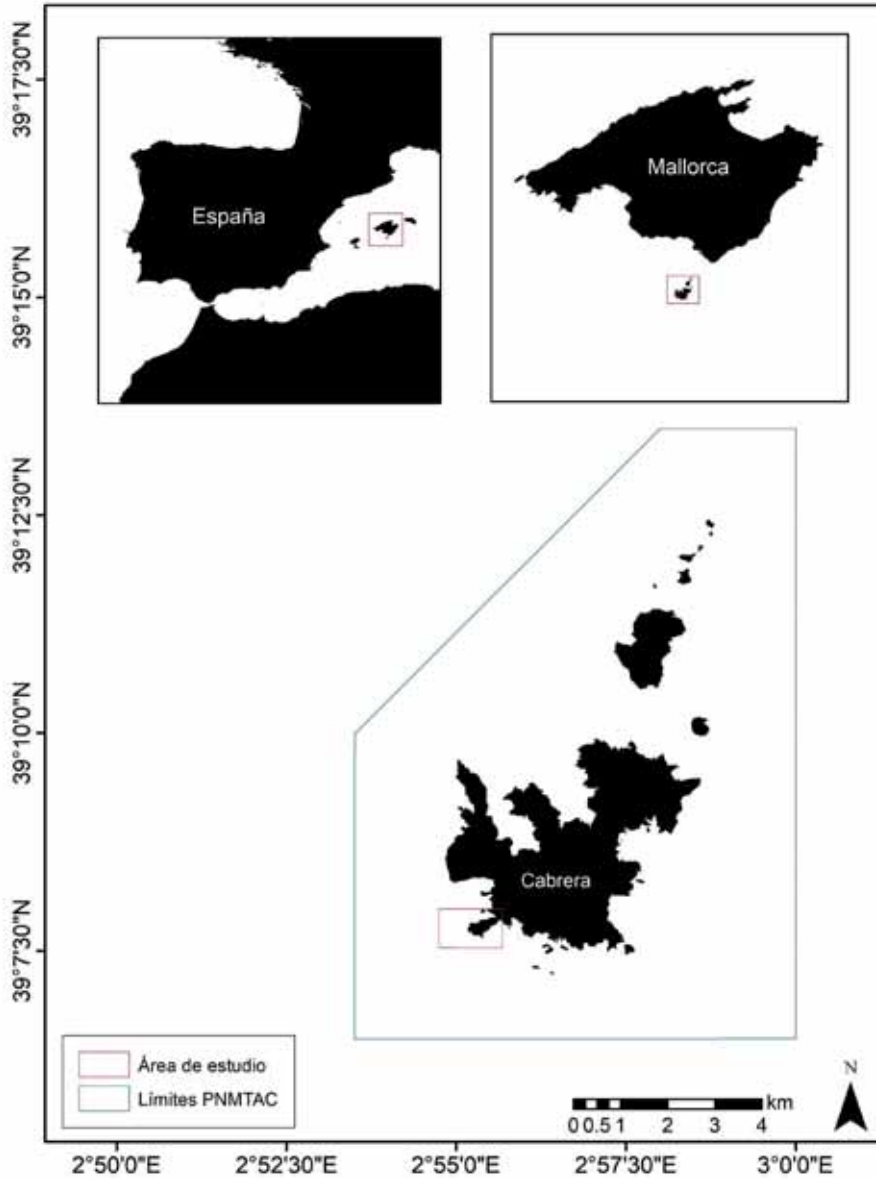 39°17'30"N
39°15'0"N
39°12'30"N
39°10'0"N
39°7'30"N
España
Mallorca
Cabrera
Área de estudio
Límites PNMTAC
N
km
0 0.5 1 2 3 4
2°50'0"E 2°52'30"E 2°55'0"E 2°57'30"E 3°0'0"E